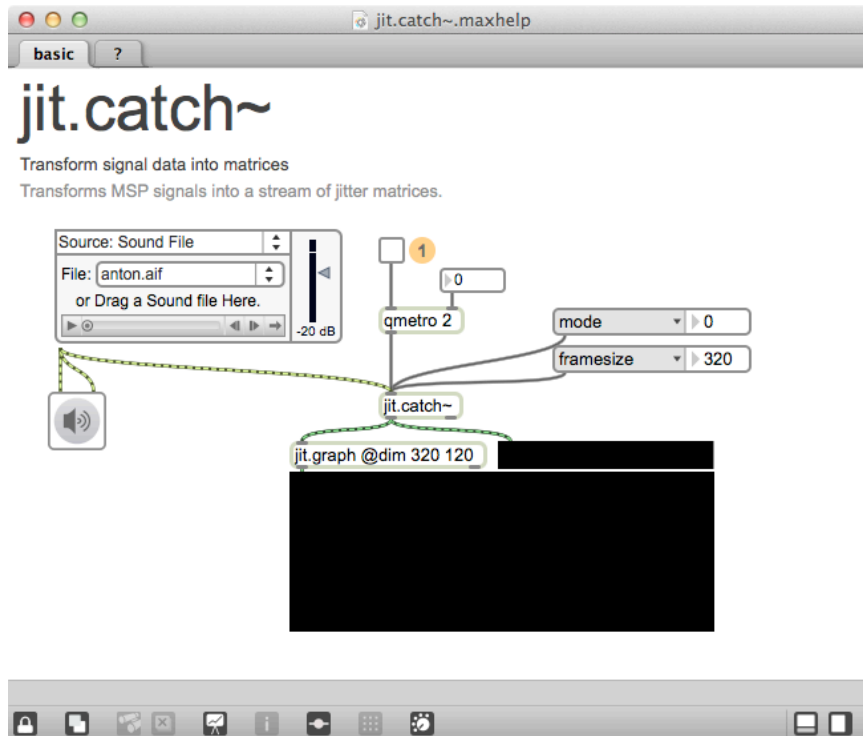 jit.catch~.maxhelp
basic ?
jit.catch~
Transform signal data into matrices
Transforms MSP signals into a stream of jitter matrices.
Source: Sound File
File: anton.aif
or Drag a Sound file Here.
-20 dB
1
0
qmetro 2
mode 0
framesize 320
jit.catch~
jit.graph @dim 320 120